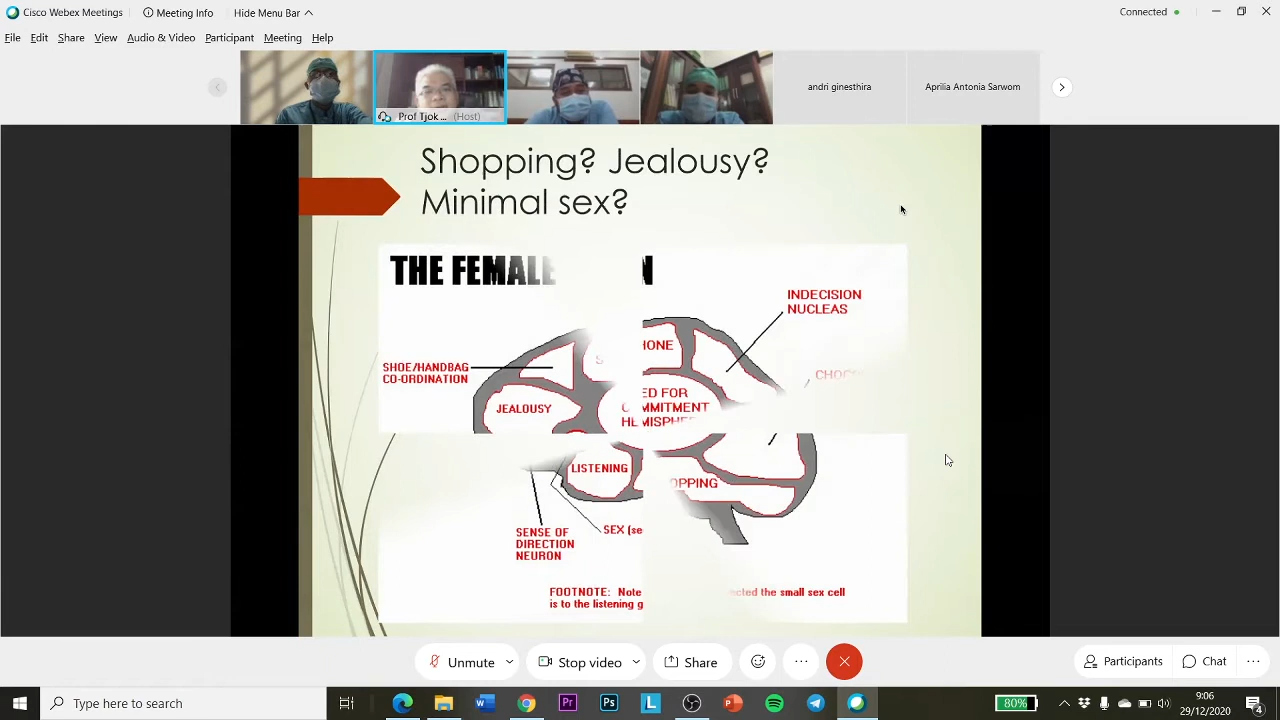 Cisco Webex Meetings
Meeting Info
Hide Menu Bar
Connected
File Edit Share View Audio & Video Participant Meeting Help
Prof Tjok ... (Host)
andri ginesthira
Aprilia Antonia Sarwom
Shopping? Jealousy?
Minimal sex?
THE FEMALE
N
INDECISION
NUCLEAS
HONE
SHOE/HANDBAG
CO-ORDINATION
CHOCO
JEALOUSY
ED FOR
COMMITMENT
HEMISPHE
LISTENING
OPPING
SENSE OF
DIRECTION
NEURON
SEX (se
FOOTNOTE: Note
ected the small sex cell
is to the listening g
Unmute
Stop video
Share
Participants
Chat
Type here to search
80%
9:06
29/12/2020